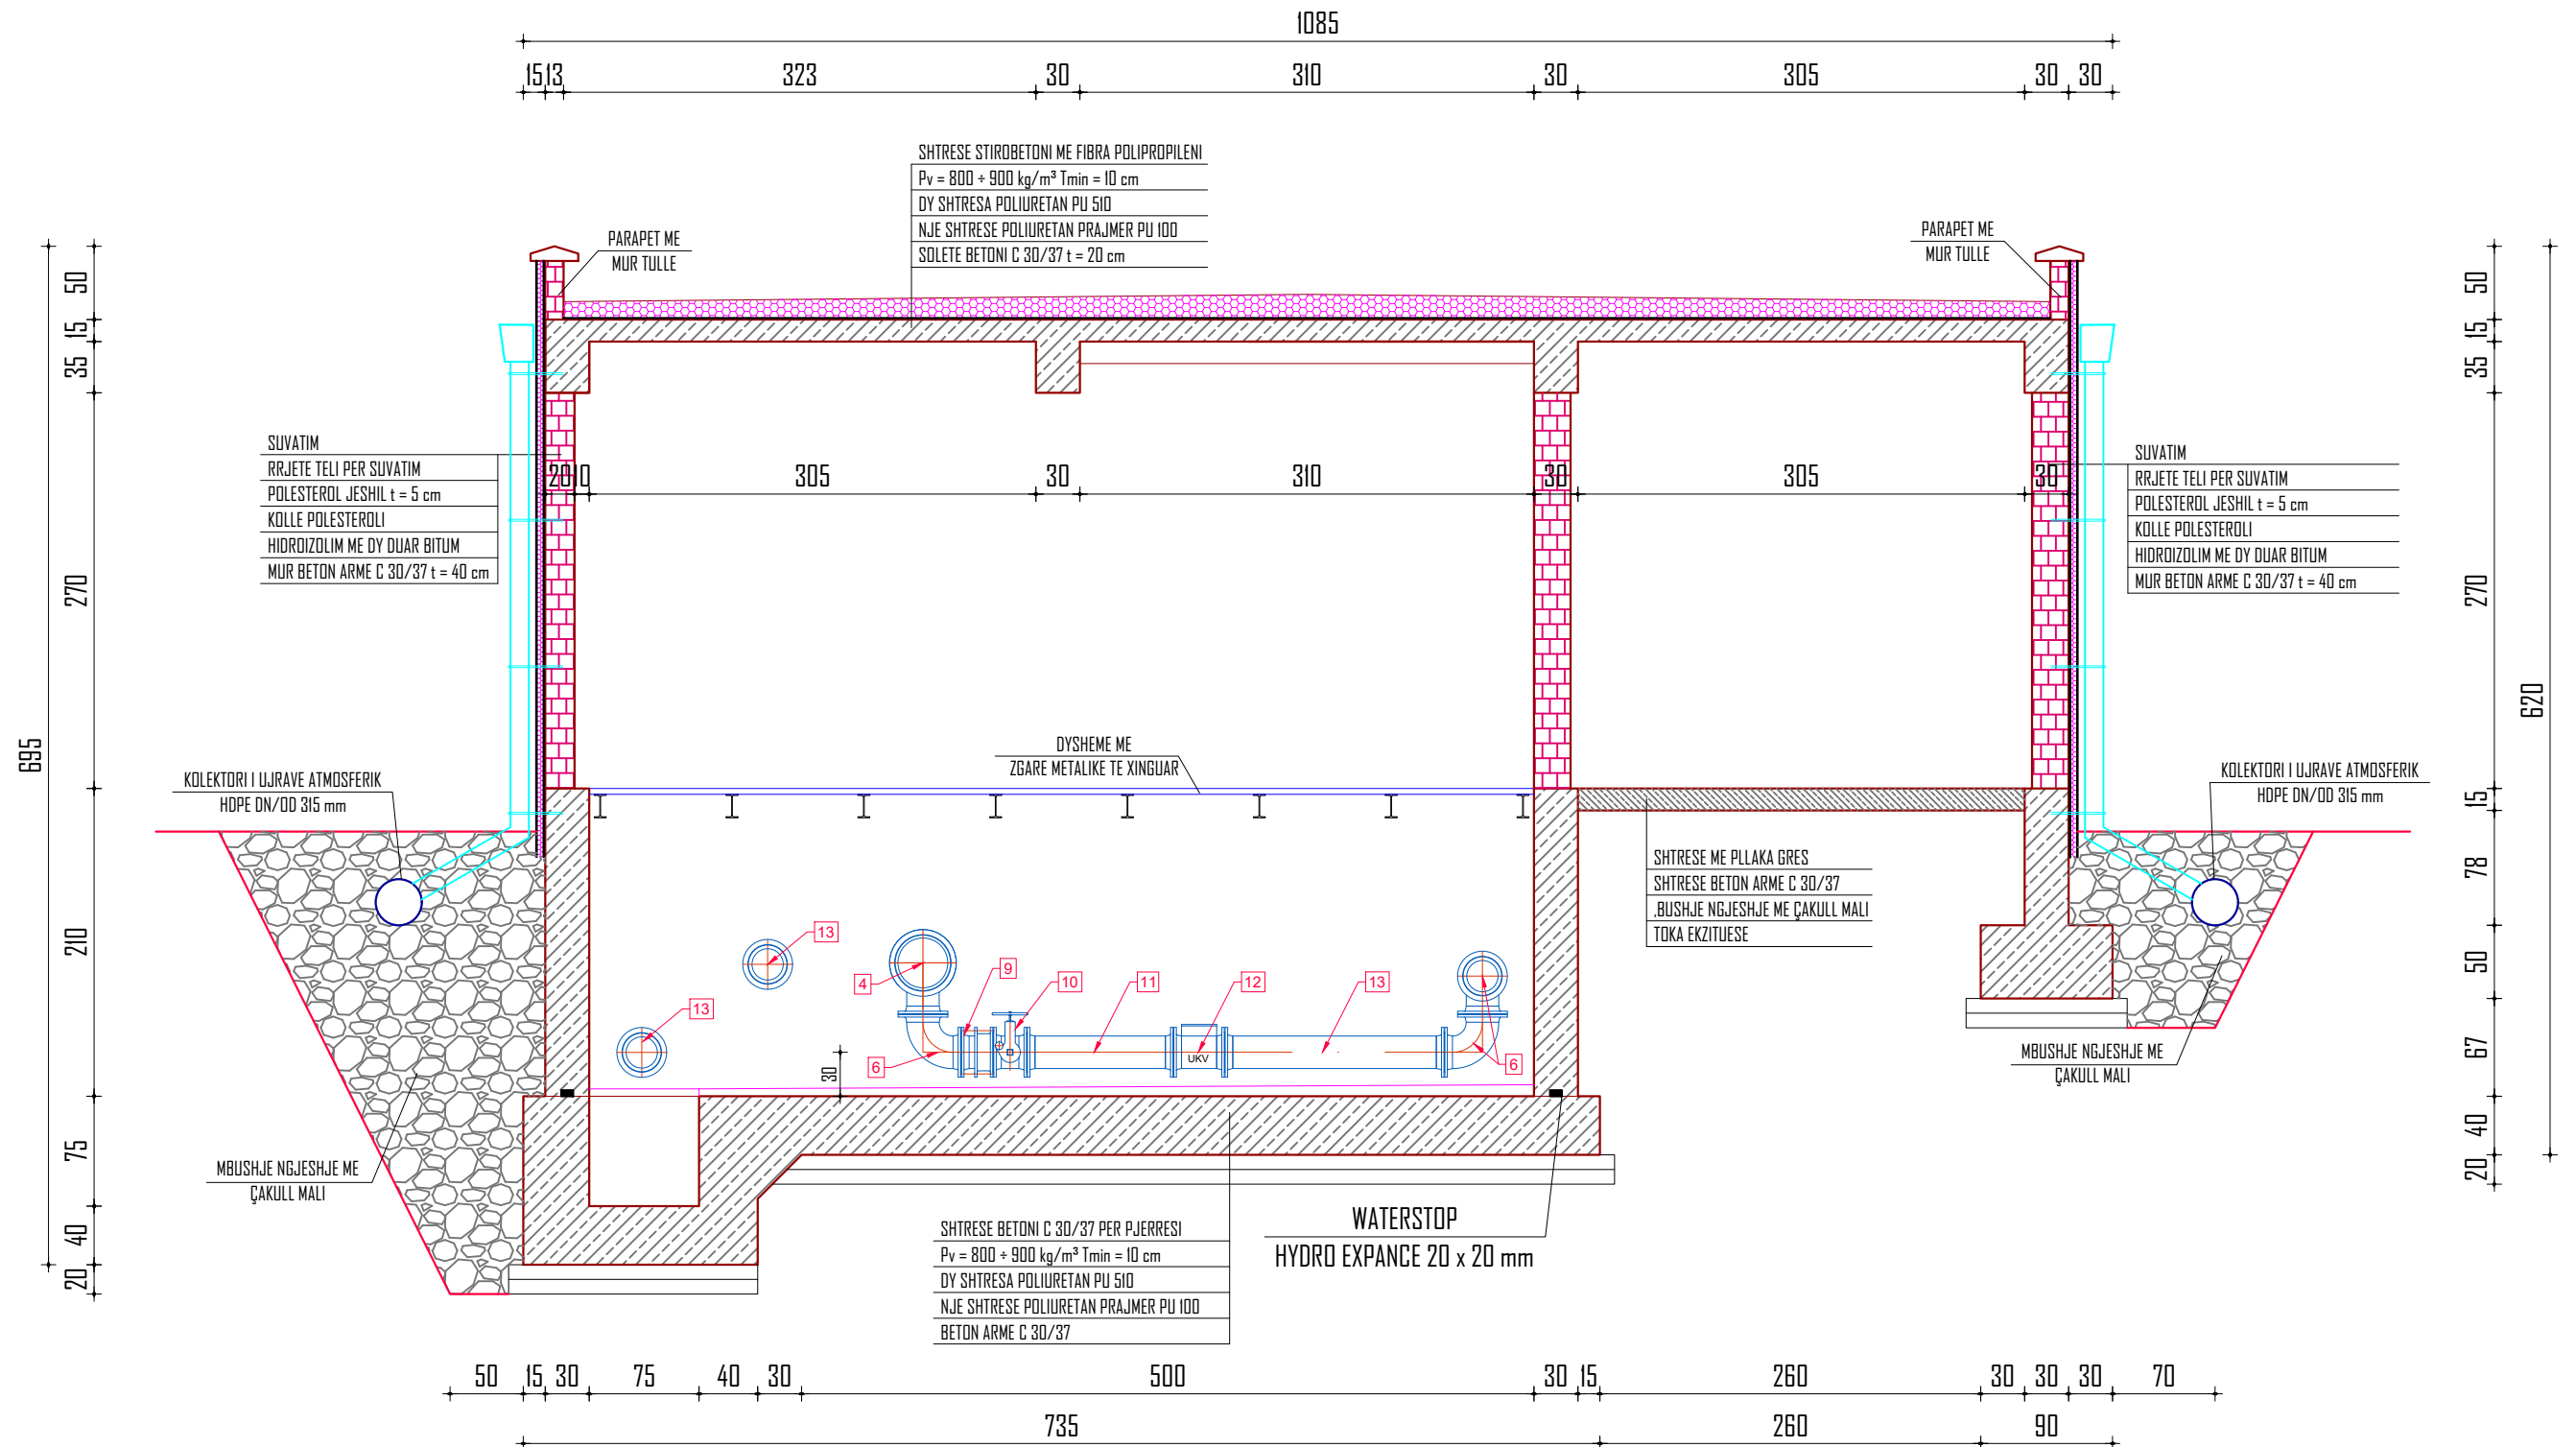 1085
15 13 323 30 310 30 305 30 30
SHTRESE STIROBETONI ME FIBRA POLIPROPILENI
Pv = 800 ÷ 900 kg/m³ Tmin = 10 cm
DY SHTRESA POLIURETAN PU 510
NJE SHTRESE POLIURETAN PRAJMER PU 100
SOLETE BETONI C 30/37 t = 20 cm
PARAPET ME
MUR TULLE
PARAPET ME
MUR TULLE
50
15
35
270
210
75
40
20
695
50
15
35
270
15
78
50
67
40
20
620
SUVATIM
RRJETE TELI PER SUVATIM
POLESTEROL JESHIL t = 5 cm
KOLLE POLESTEROLI
HIDROIZOLIM ME DY DUAR BITUM
MUR BETON ARME C 30/37 t = 40 cm
20 10 305 30 310 30 305 30
SUVATIM
RRJETE TELI PER SUVATIM
POLESTEROL JESHIL t = 5 cm
KOLLE POLESTEROLI
HIDROIZOLIM ME DY DUAR BITUM
MUR BETON ARME C 30/37 t = 40 cm
DYSHEME ME
ZGARE METALIKE TE XINGUAR
KOLEKTORI I UJRAVE ATMOSFERIK
HDPE DN/OD 315 mm
KOLEKTORI I UJRAVE ATMOSFERIK
HDPE DN/OD 315 mm
SHTRESE ME PLLAKA GRES
SHTRESE BETON ARME C 30/37
,BUSHJE NGJESHJE ME ÇAKULL MALI
TOKA EKZITUESE
13
4
9
10
11
12
13
13
6
UKV
6
30
MBUSHJE NGJESHJE ME
ÇAKULL MALI
MBUSHJE NGJESHJE ME
ÇAKULL MALI
WATERSTOP
HYDRO EXPANCE 20 x 20 mm
SHTRESE BETONI C 30/37 PER PJERRESI
Pv = 800 ÷ 900 kg/m³ Tmin = 10 cm
DY SHTRESA POLIURETAN PU 510
NJE SHTRESE POLIURETAN PRAJMER PU 100
BETON ARME C 30/37
50 15 30 75 40 30 500 30 15 260 30 30 30 70
735 260 90